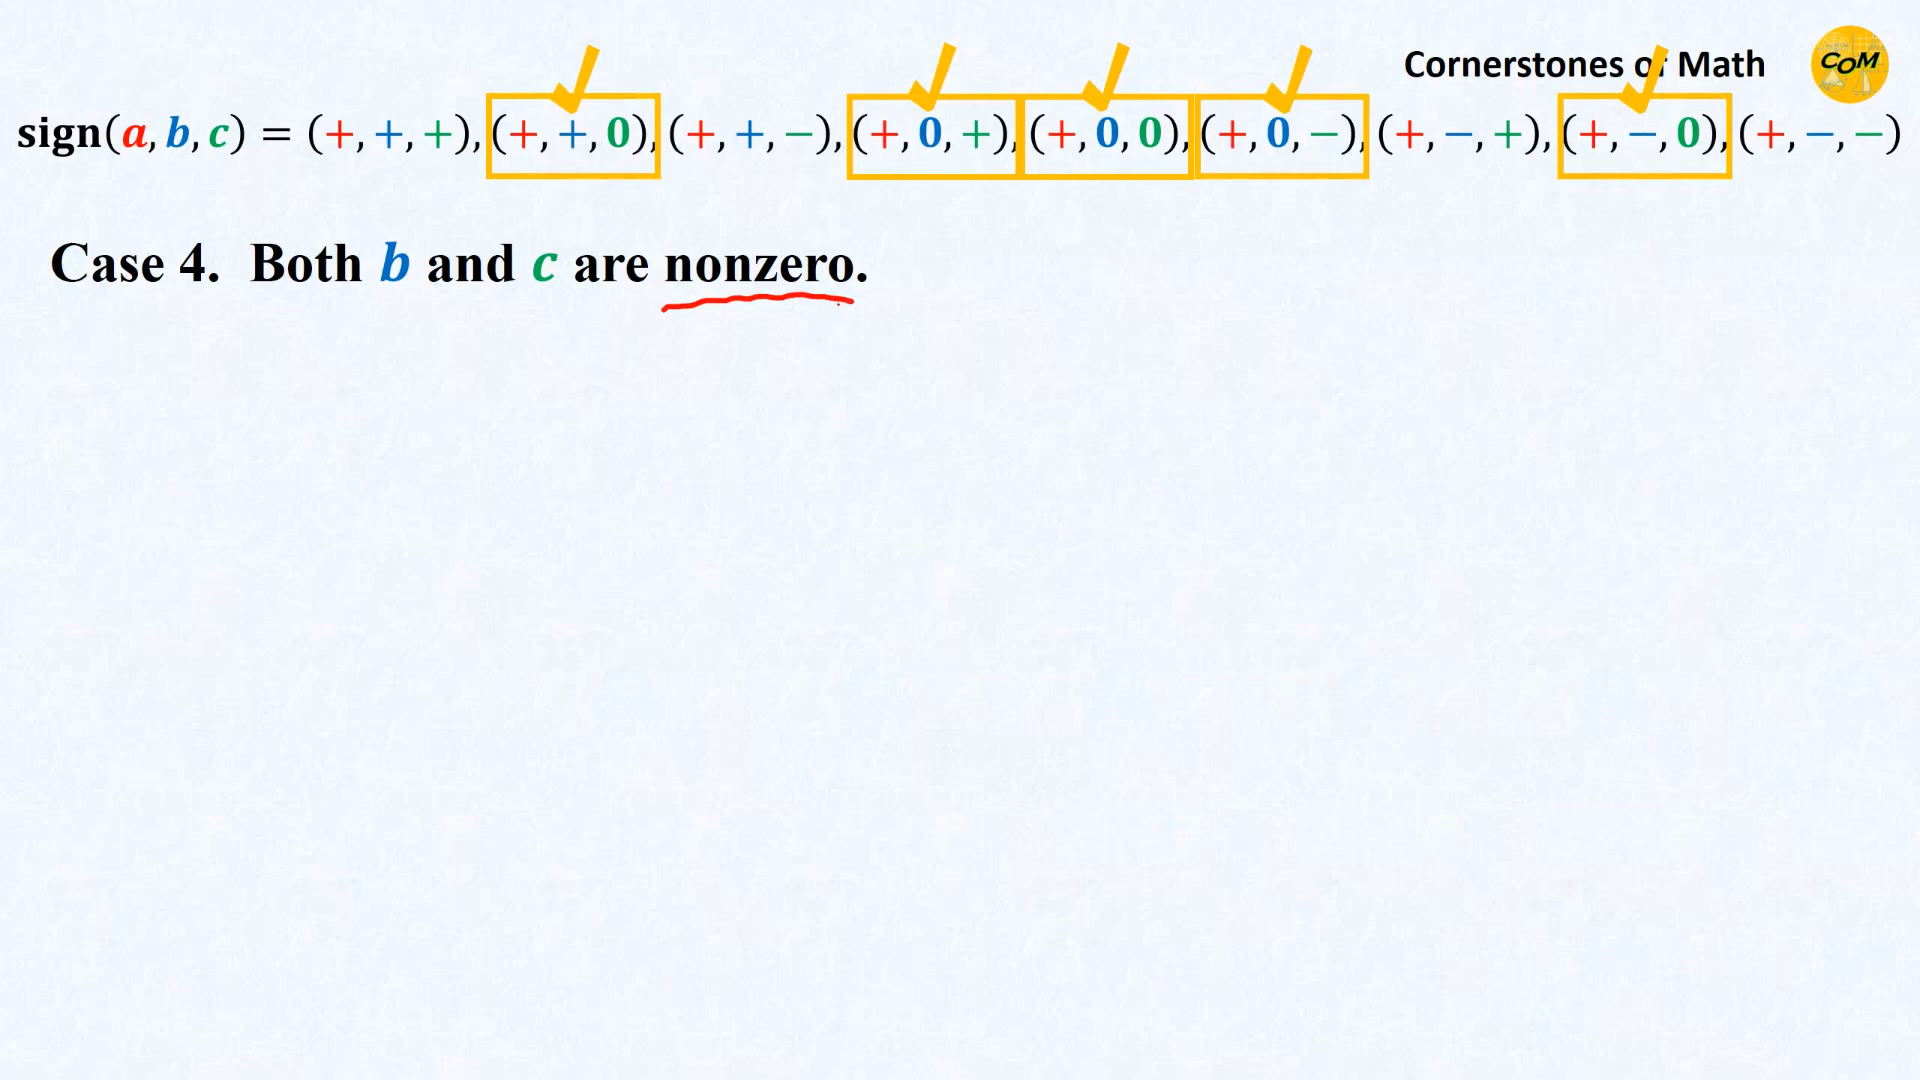 Cornerstones of Math
CoM
sign(a, b, c) = (+, +, +), (+, +, 0), (+, +, −), (+, 0, +), (+, 0, 0), (+, 0, −), (+, −, +), (+, −, 0), (+, −, −)
Case 4. Both b and c are nonzero.